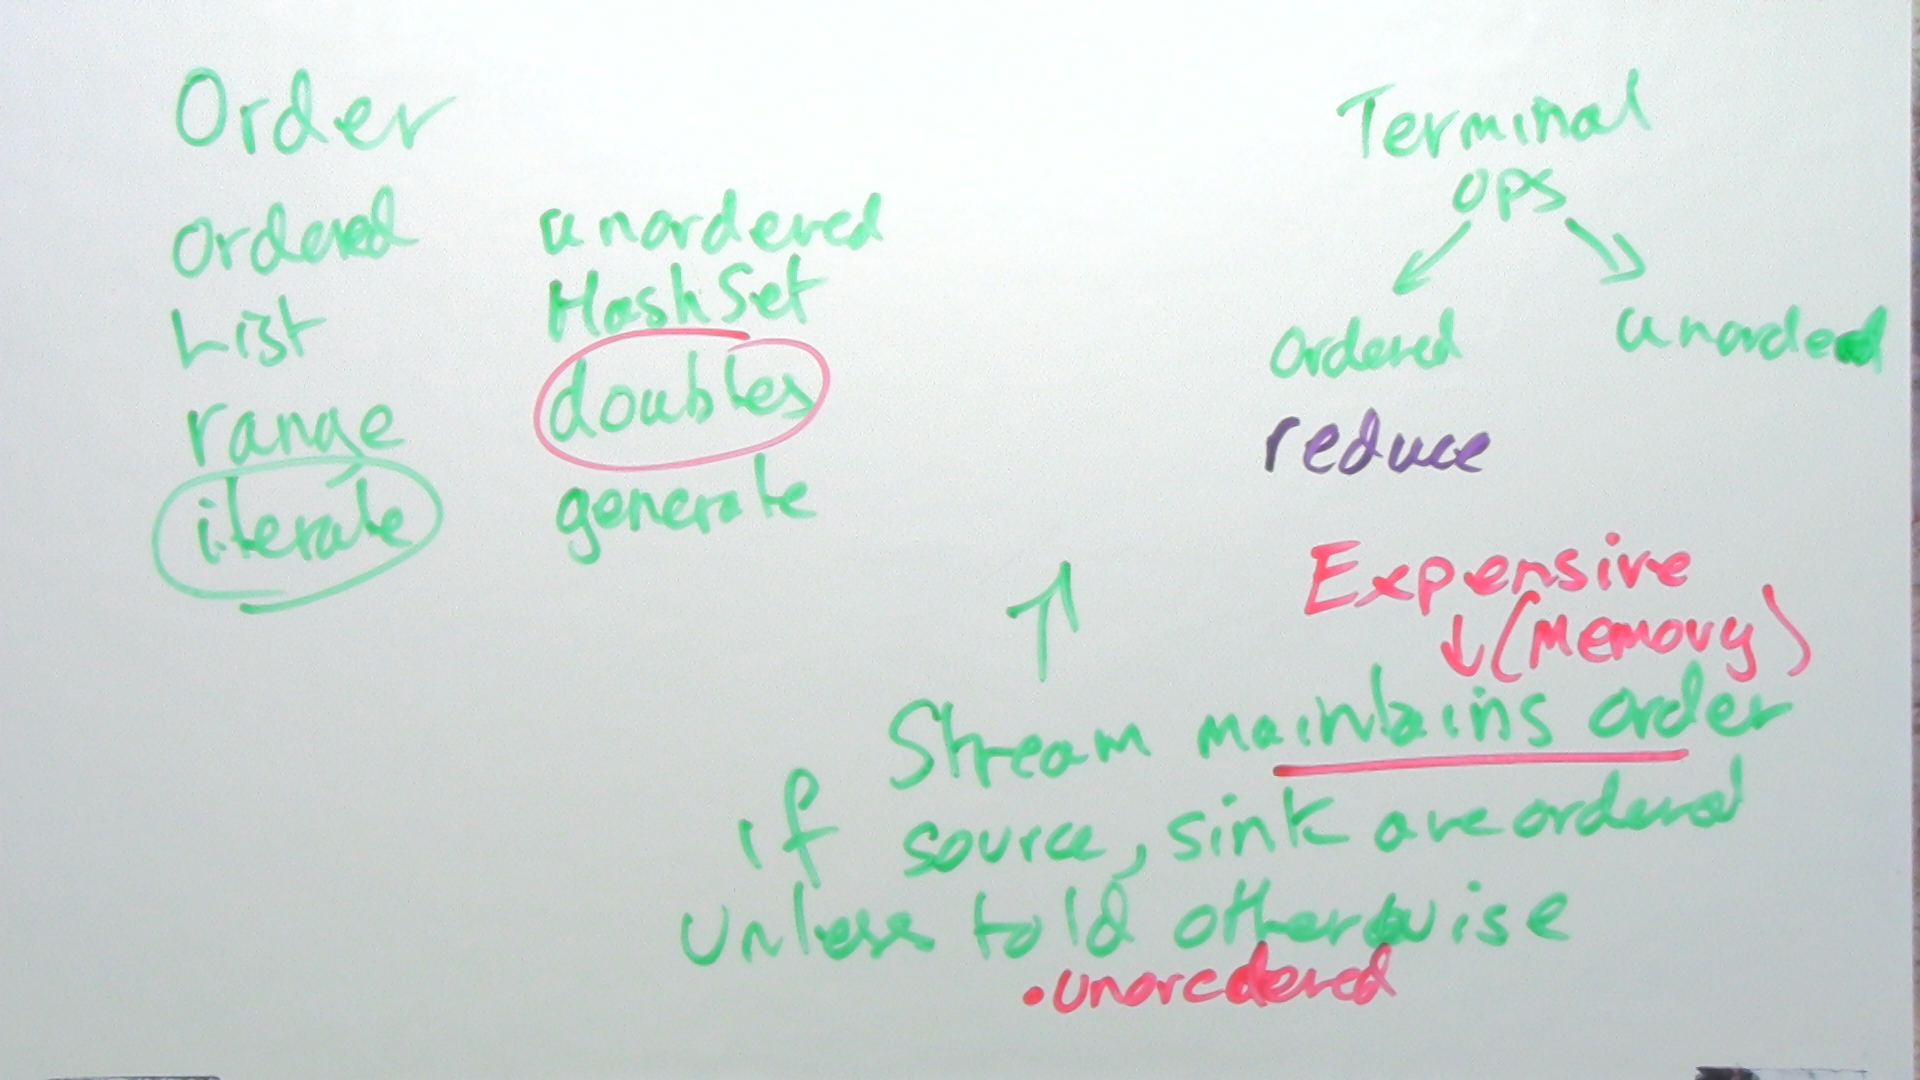 Order
ordered
List
range
iterate
unordered
HashSet
doubles
generate
Terminal
ops
ordered
unordered
reduce
Expensive
↓ (Memory)
↑
Stream maintains order
if source, sink are ordered
Unless told otherwise
.unoredered